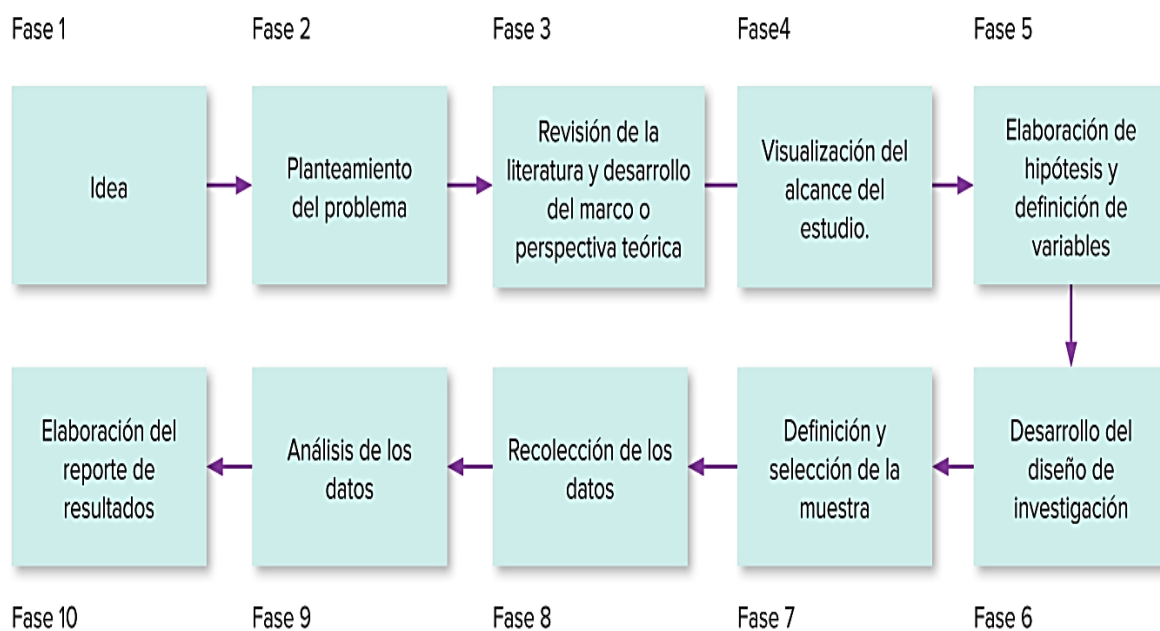 Fase 1
Fase 2
Fase 3
Fase4
Fase 5
Idea
Planteamiento
del problema
Revisión de la
literatura y desarrollo
del marco o
perspectiva teórica
Visualización del
alcance del
estudio.
Elaboración de
hipótesis y
definición de
variables
Elaboración del
reporte de
resultados
Análisis de los
datos
Recolección de los
datos
Definición y
selección de la
muestra
Desarrollo del
diseño de
investigación
Fase 10
Fase 9
Fase 8
Fase 7
Fase 6